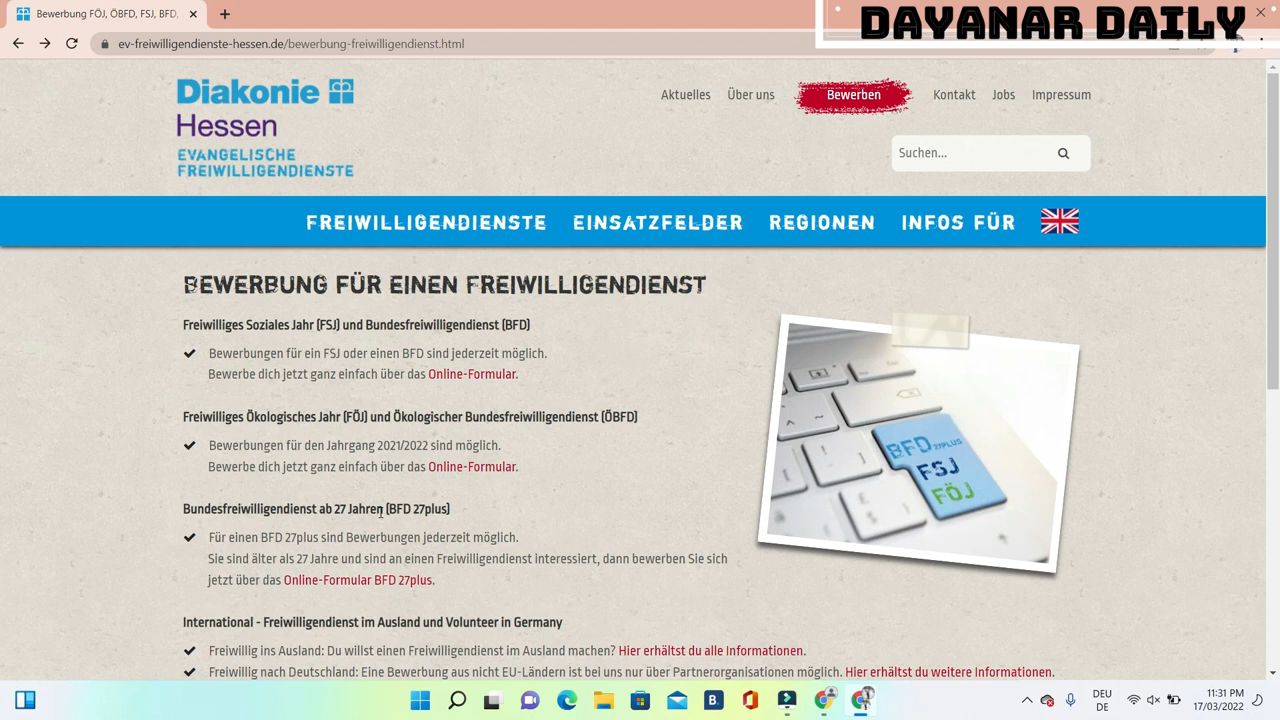 Bewerbung FÖJ, ÖBFD, FSJ, BFD,
DAYANAR DAILY
ev-freiwilligendienste-hessen.de/bewerbung-freiwilligendienst.html
Diakonie
Hessen
EVANGELISCHE
FREIWILLIGENDIENSTE
Aktuelles Über uns Bewerben Kontakt Jobs Impressum
Suchen...
FREIWILLIGENDIENSTE EINSATZFELDER REGIONEN INFOS FÜR
BEWERBUNG FÜR EINEN FREIWILLIGENDIENST
Freiwilliges Soziales Jahr (FSJ) und Bundesfreiwilligendienst (BFD)
Bewerbungen für ein FSJ oder einen BFD sind jederzeit möglich.
Bewerbe dich jetzt ganz einfach über das Online-Formular.
Freiwilliges Ökologisches Jahr (FÖJ) und Ökologischer Bundesfreiwilligendienst (ÖBFD)
Bewerbungen für den Jahrgang 2021/2022 sind möglich.
Bewerbe dich jetzt ganz einfach über das Online-Formular.
Bundesfreiwilligendienst ab 27 Jahren (BFD 27plus)
Für einen BFD 27plus sind Bewerbungen jederzeit möglich.
Sie sind älter als 27 Jahre und sind an einen Freiwilligendienst interessiert, dann bewerben Sie sich
jetzt über das Online-Formular BFD 27plus.
BFD 27PLUS
FSJ
FÖJ
International - Freiwilligendienst im Ausland und Volunteer in Germany
Freiwillig ins Ausland: Du willst einen Freiwilligendienst im Ausland machen? Hier erhältst du alle Informationen.
Freiwillig nach Deutschland: Eine Bewerbung aus nicht EU-Ländern ist bei uns nur über Partnerorganisationen möglich. Hier erhältst du weitere Informationen.
DEU
DE
11:31 PM
17/03/2022